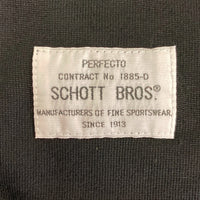 PERFECTO
CONTRACT No 1885-D
SCHOTT BROS.®
MANUFACTURERS OF FINE SPORTSWEAR,
SINCE 1913